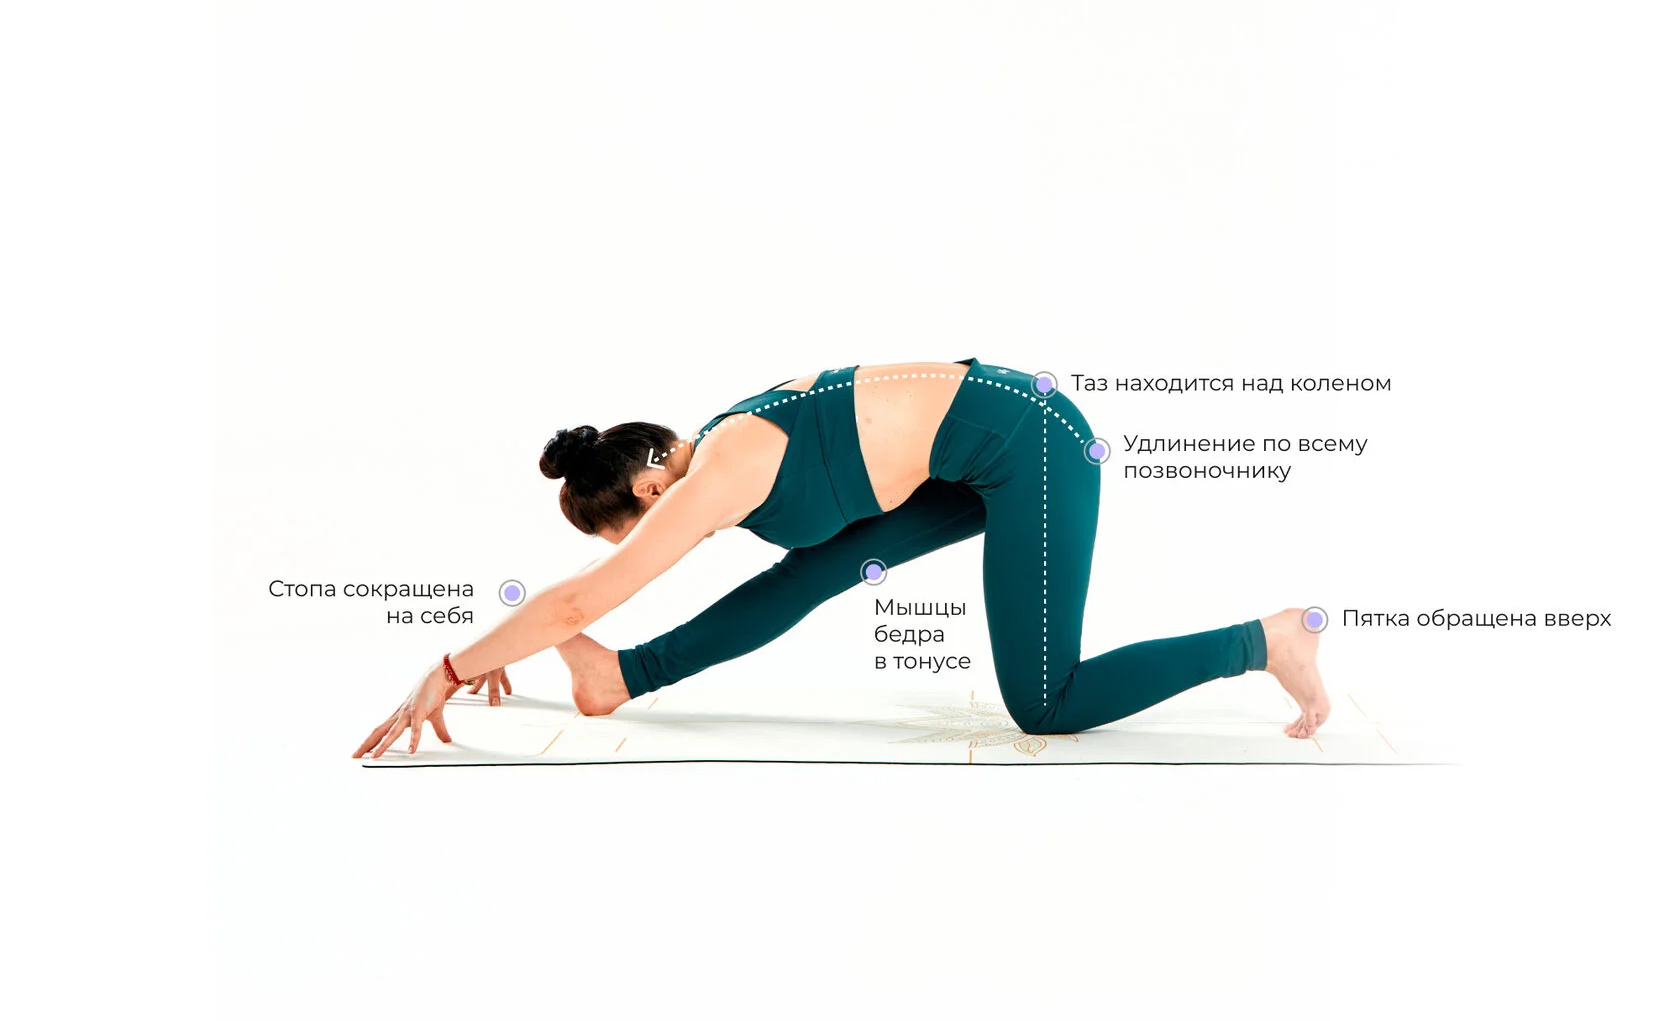 Таз находится над коленом
Удлинение по всему
позвоночнику
Стопа сокращена
на себя
Мышцы
бедра
в тонусе
Пятка обращена вверх